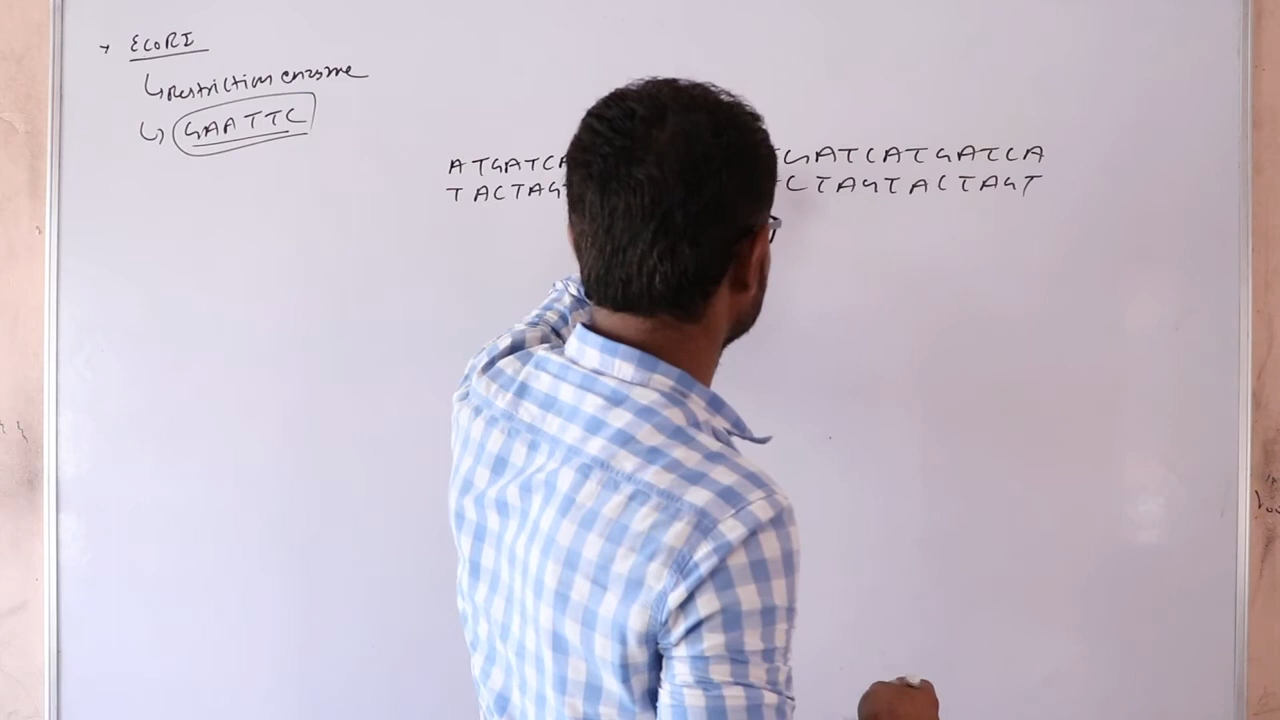 → EcoRI
↳ restriction enzyme
↳ GAATTC
ATGATCA GATCATGATCA
TACTAG CTAGTACTAGT